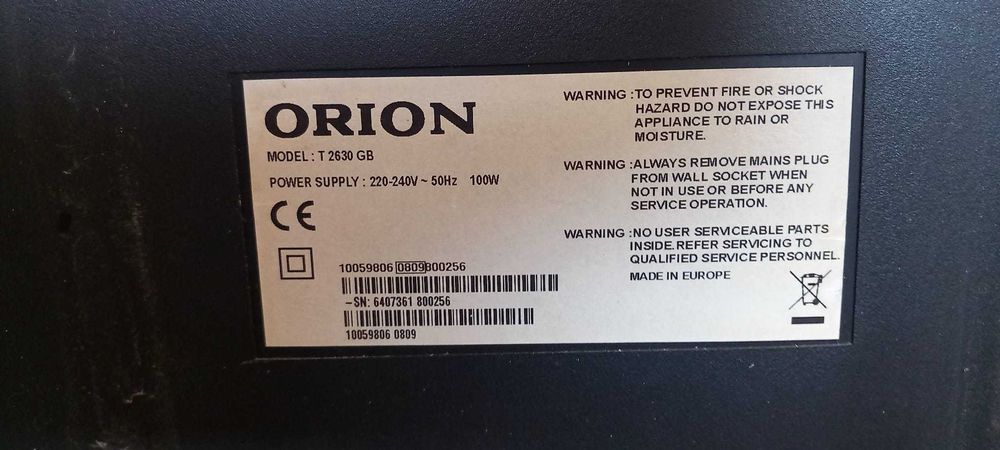 ORION
MODEL : T 2630 GB
POWER SUPPLY : 220-240V ~ 50Hz 100W
CE
10059806 0809 800256
-SN: 6407361 800256
10059806 0809
WARNING :TO PREVENT FIRE OR SHOCK
HAZARD DO NOT EXPOSE THIS
APPLIANCE TO RAIN OR
MOISTURE.
WARNING :ALWAYS REMOVE MAINS PLUG
FROM WALL SOCKET WHEN
NOT IN USE OR BEFORE ANY
SERVICE OPERATION.
WARNING :NO USER SERVICEABLE PARTS
INSIDE.REFER SERVICING TO
QUALIFIED SERVICE PERSONNEL.
MADE IN EUROPE